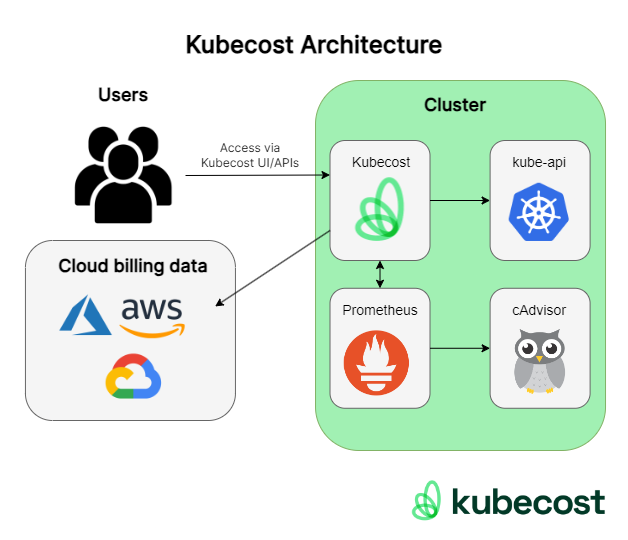 Kubecost Architecture
Users
Cluster
Access via
Kubecost UI/APIs
Kubecost
kube-api
Cloud billing data
aws
Prometheus
cAdvisor
kubecost